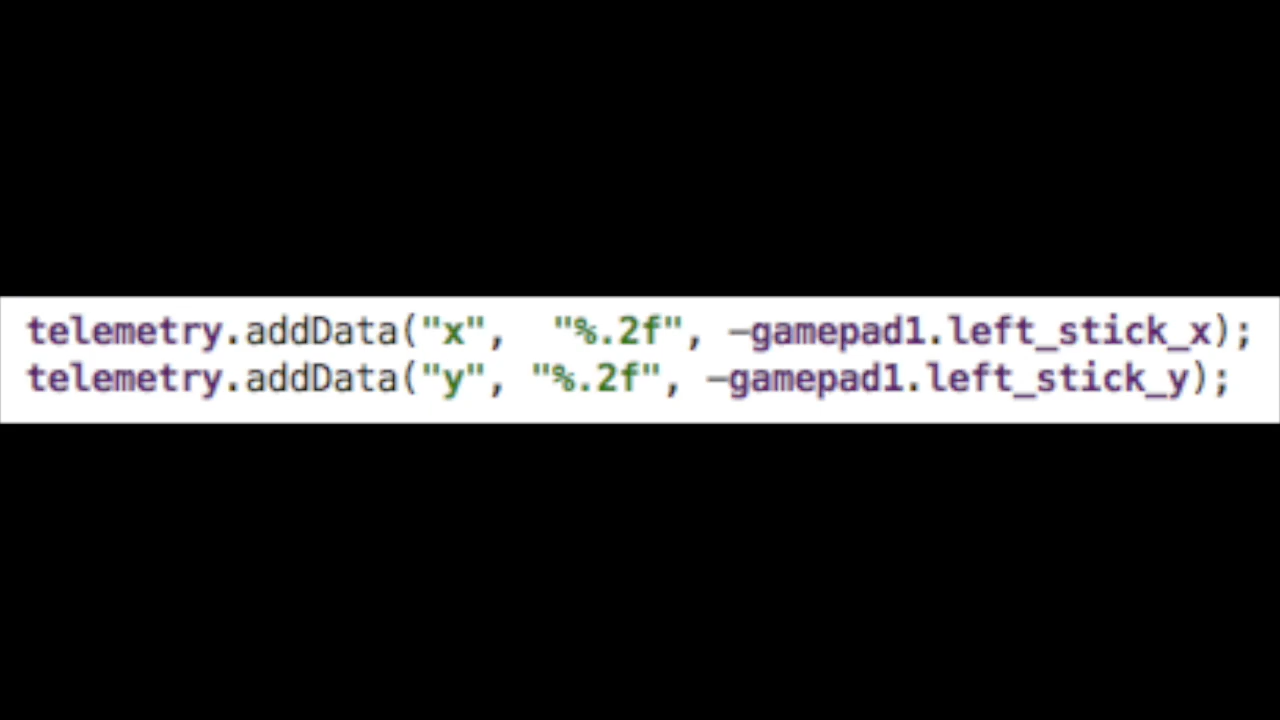 telemetry.addData("x",  "%.2f", -gamepad1.left_stick_x);
telemetry.addData("y", "%.2f", -gamepad1.left_stick_y);